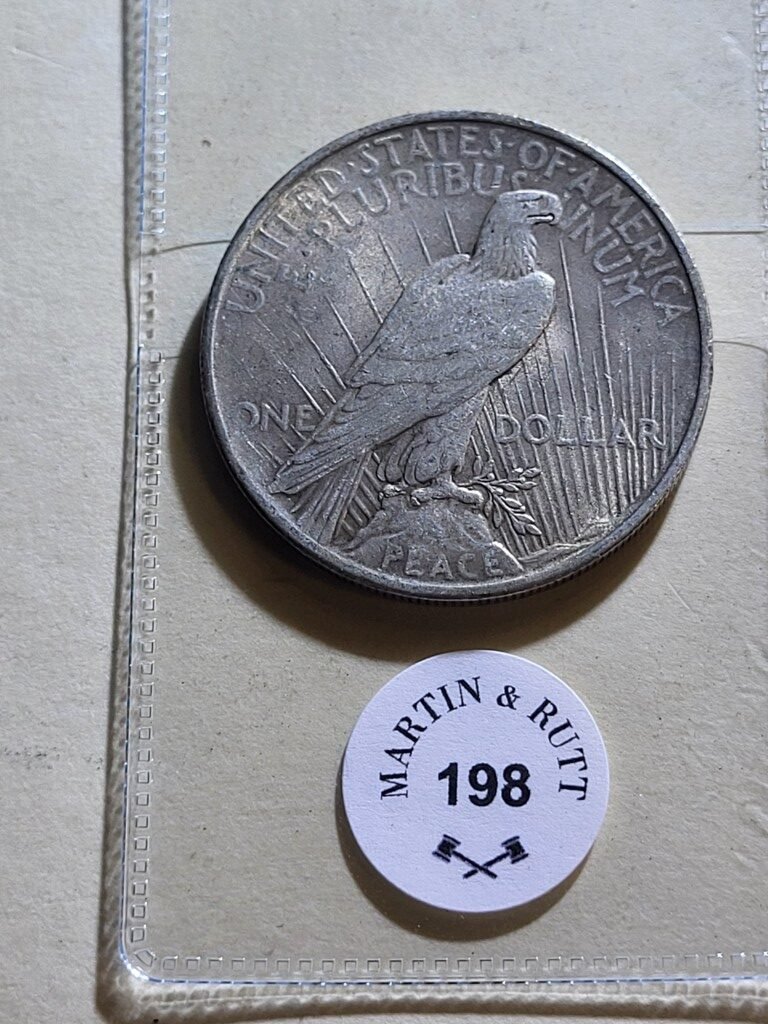 UNITED·STATES·OF·AMERICA
E PLURIBUS UNUM
ONE DOLLAR
PEACE
MARTIN & RUTT
198